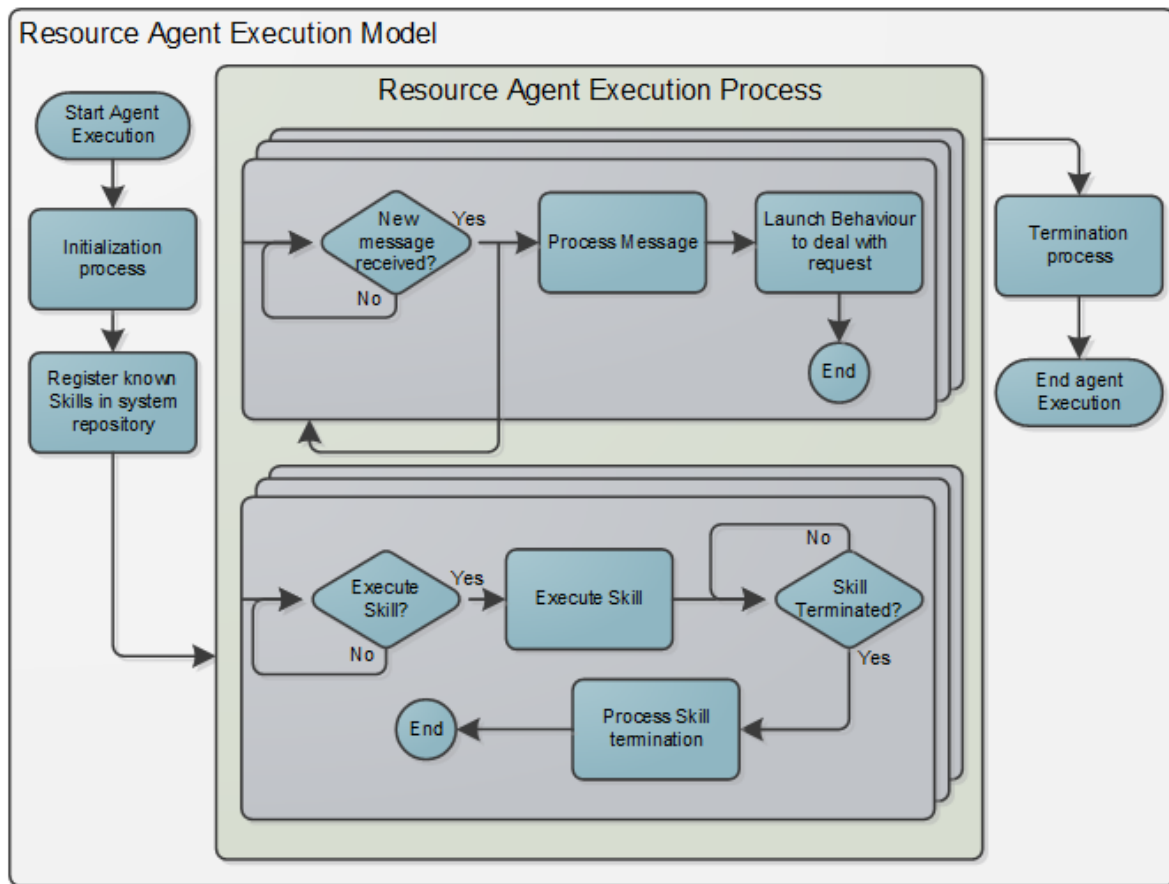 Resource Agent Execution Model
Resource Agent Execution Process
Start Agent
Execution
Initialization
process
Register known
Skills in system
repository
New
message
received?
Yes
No
Process Message
Launch Behaviour
to deal with
request
End
Execute
Skill?
Yes
No
Execute Skill
No
Skill
Terminated?
Yes
Process Skill
termination
End
Termination
process
End agent
Execution